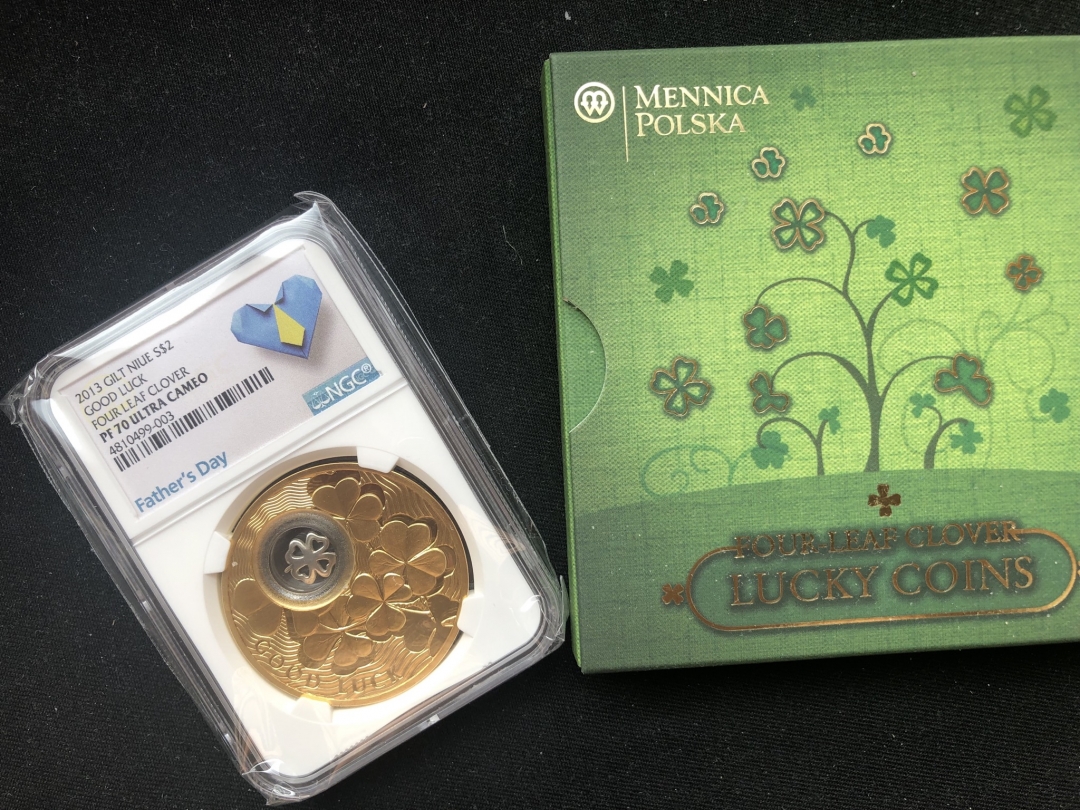 2013 GILT NIUE S$2
GOOD LUCK
FOUR LEAF CLOVER
PF 70 ULTRA CAMEO
4810499-003
NGC®
Father's Day
GOOD LUCK
MENNICA
POLSKA
FOUR-LEAF CLOVER
LUCKY COINS